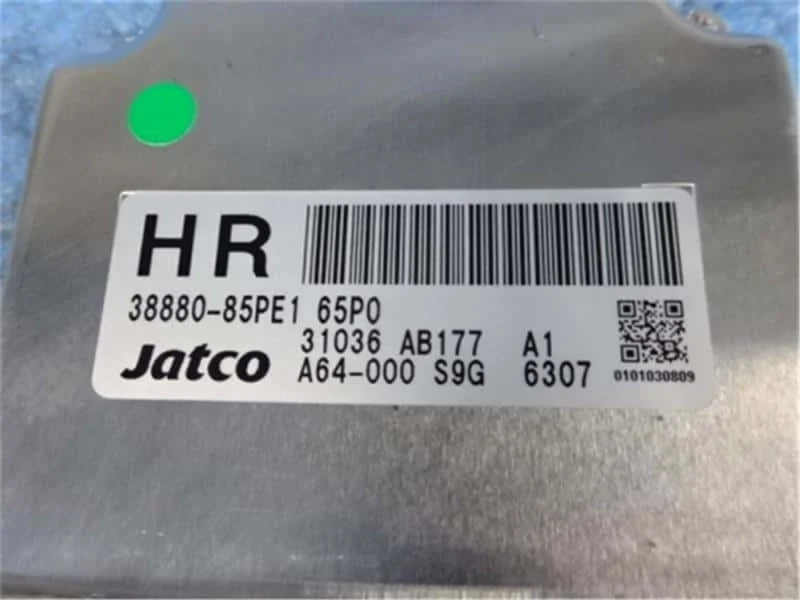 HR
38880-85PE1 65P0
31036 AB177 A1
Jatco A64-000 S9G 6307
0101030809